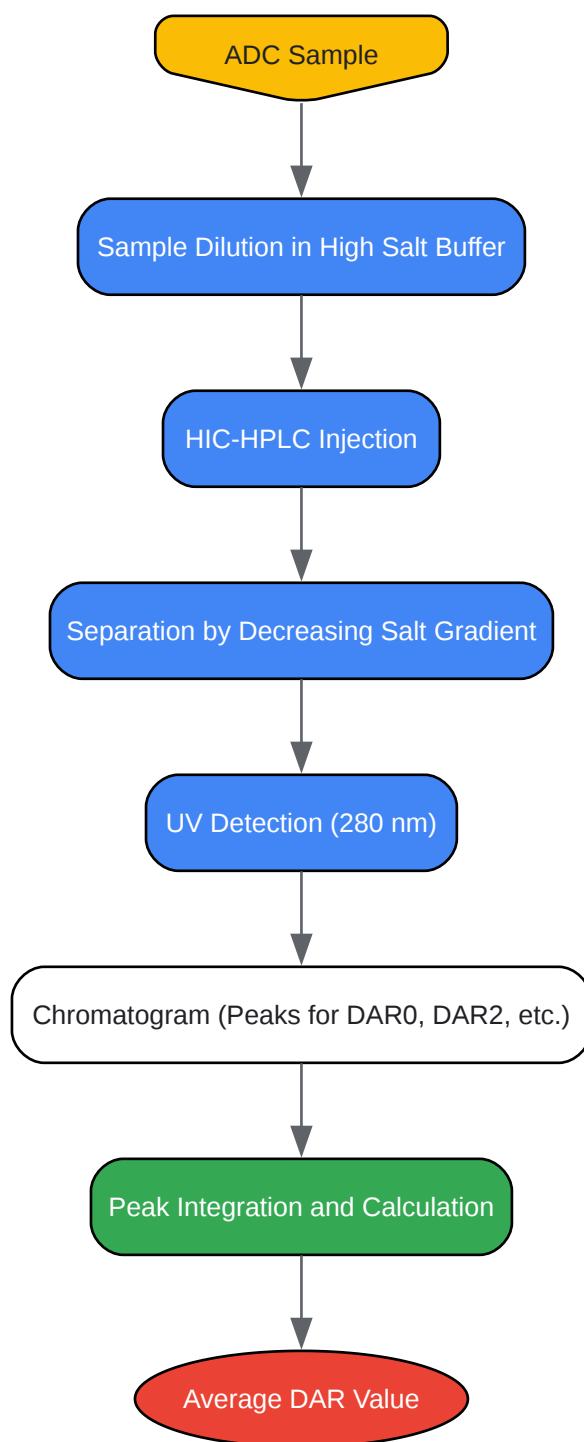 ADC Sample
Sample Dilution in High Salt Buffer
HIC-HPLC Injection
Separation by Decreasing Salt Gradient
UV Detection (280 nm)
Chromatogram (Peaks for DAR0, DAR2, etc.)
Peak Integration and Calculation
Average DAR Value